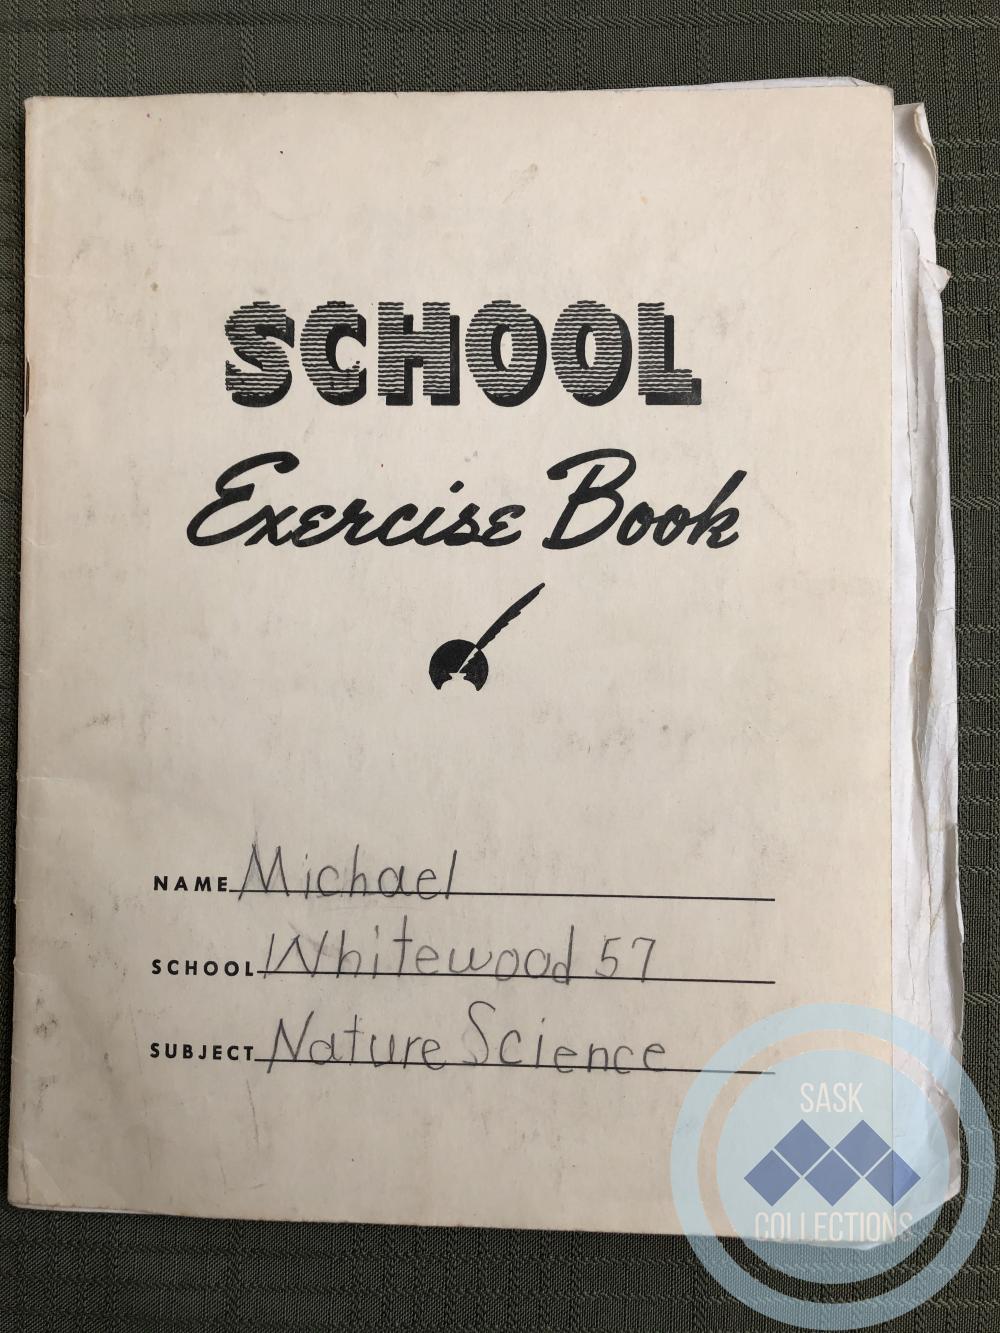 SCHOOL
Exercise Book
NAME Michael
SCHOOL Whitewood 57
SUBJECT Nature Science
SASK
COLLECTIONS